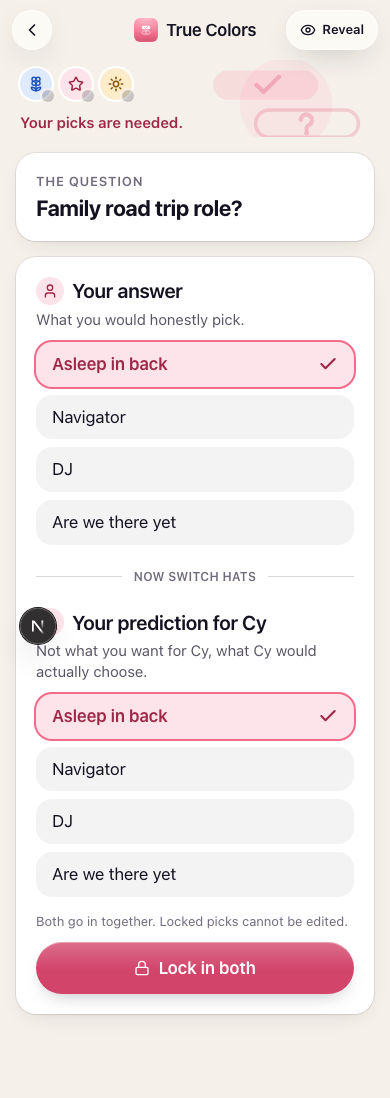 True Colors
Reveal
Your picks are needed.
?
THE QUESTION
Family road trip role?
Your answer
What you would honestly pick.
Asleep in back
Navigator
DJ
Are we there yet
NOW SWITCH HATS
N
Your prediction for Cy
Not what you want for Cy, what Cy would
actually choose.
Asleep in back
Navigator
DJ
Are we there yet
Both go in together. Locked picks cannot be edited.
Lock in both